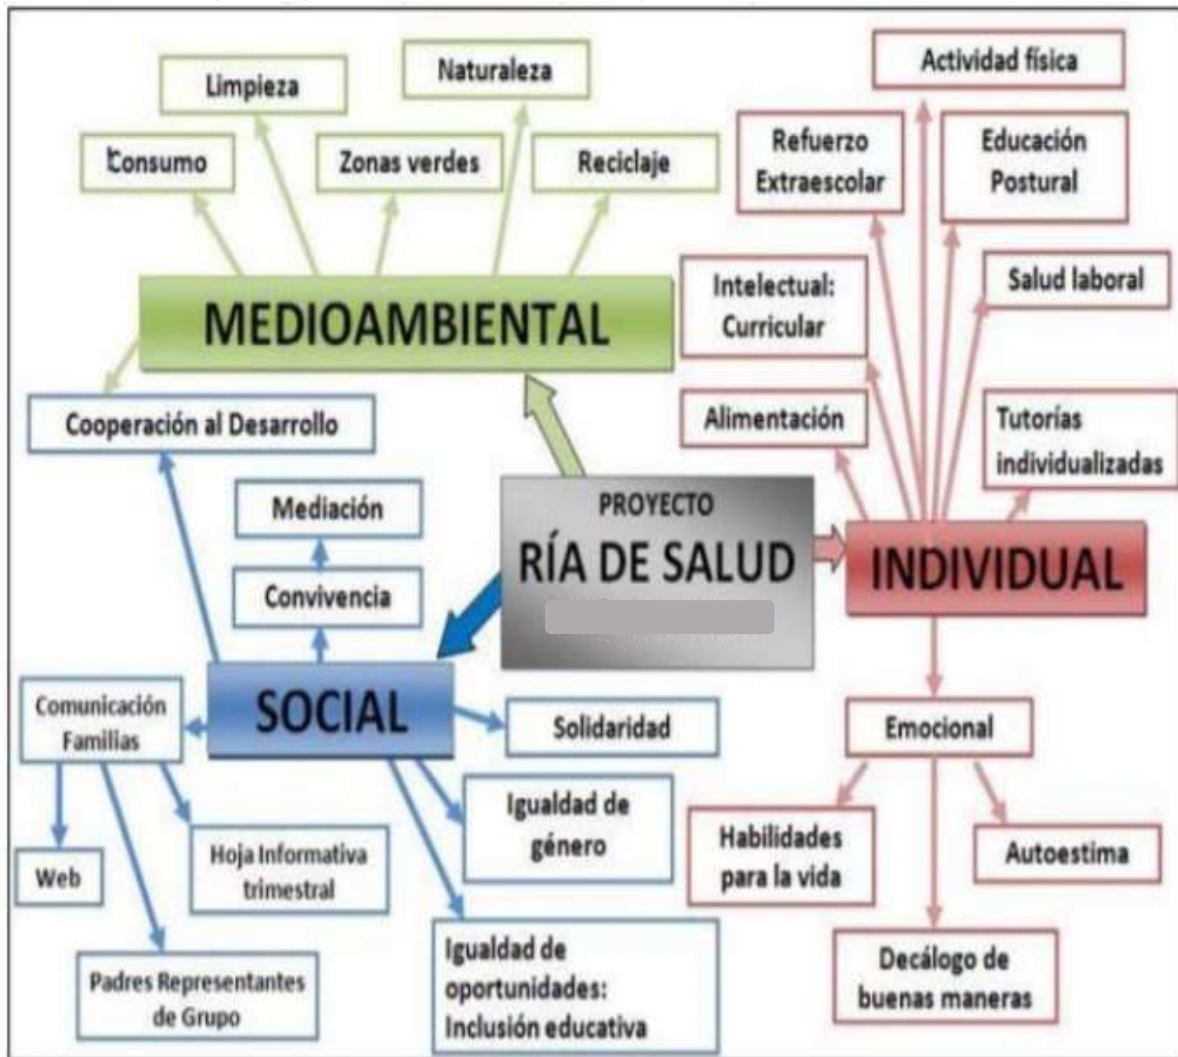 Actividad física
Naturaleza
Limpieza
Refuerzo
Extraescolar
Educación
Postural
Consumo
Zonas verdes
Reciclaje
Intelectual:
Curricular
Salud laboral
MEDIOAMBIENTAL
Alimentación
Tutorías
individualizadas
Cooperación al Desarrollo
Mediación
PROYECTO
RÍA DE SALUD
INDIVIDUAL
Convivencia
SOCIAL
Comunicación
Familias
Solidaridad
Emocional
Igualdad de
género
Habilidades
para la vida
Autoestima
Web
Hoja Informativa
trimestral
Padres Representantes
de Grupo
Igualdad de
oportunidades:
Inclusión educativa
Decálogo de
buenas maneras